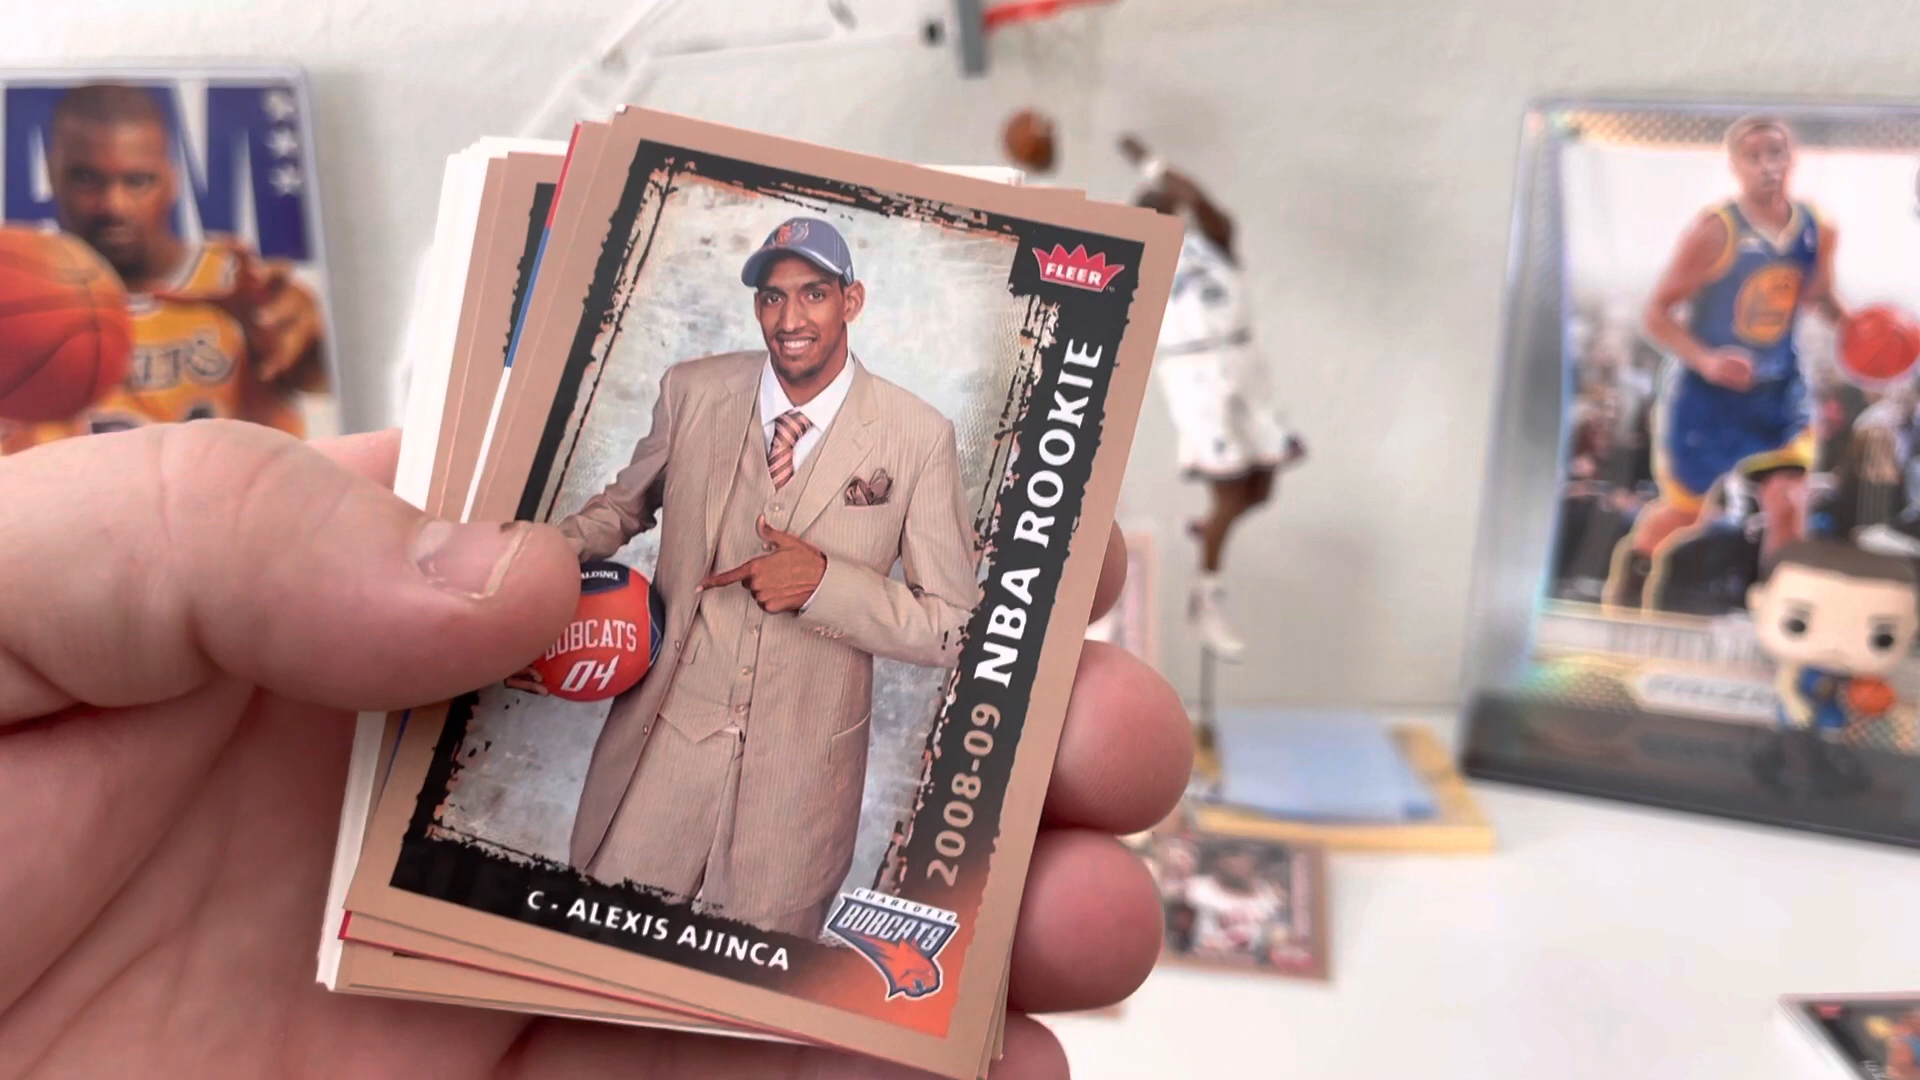 FLEER
2008-09 NBA ROOKIE
BOBCATS
04
C - ALEXIS AJINCA
CHARLOTTE
BOBCATS